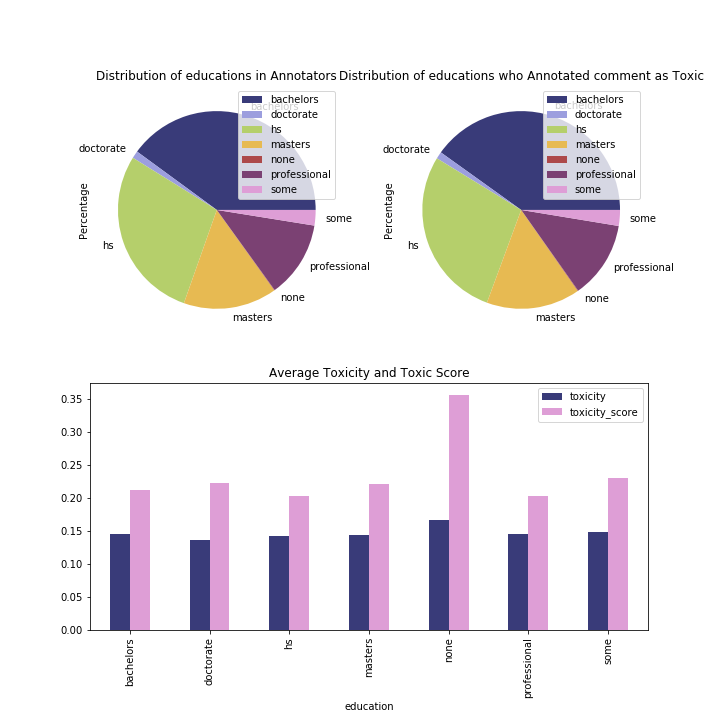 Distribution of educations in Annotators
bachelors
doctorate
hs
masters
none
professional
some
bachelors
doctorate
hs
masters
none
professional
some
Percentage
Distribution of educations who Annotated comment as Toxic
bachelors
doctorate
hs
masters
none
professional
some
bachelors
doctorate
hs
masters
none
professional
some
Percentage
Average Toxicity and Toxic Score
toxicity
toxicity_score
0.35
0.30
0.25
0.20
0.15
0.10
0.05
0.00
bachelors
doctorate
hs
masters
none
professional
some
education